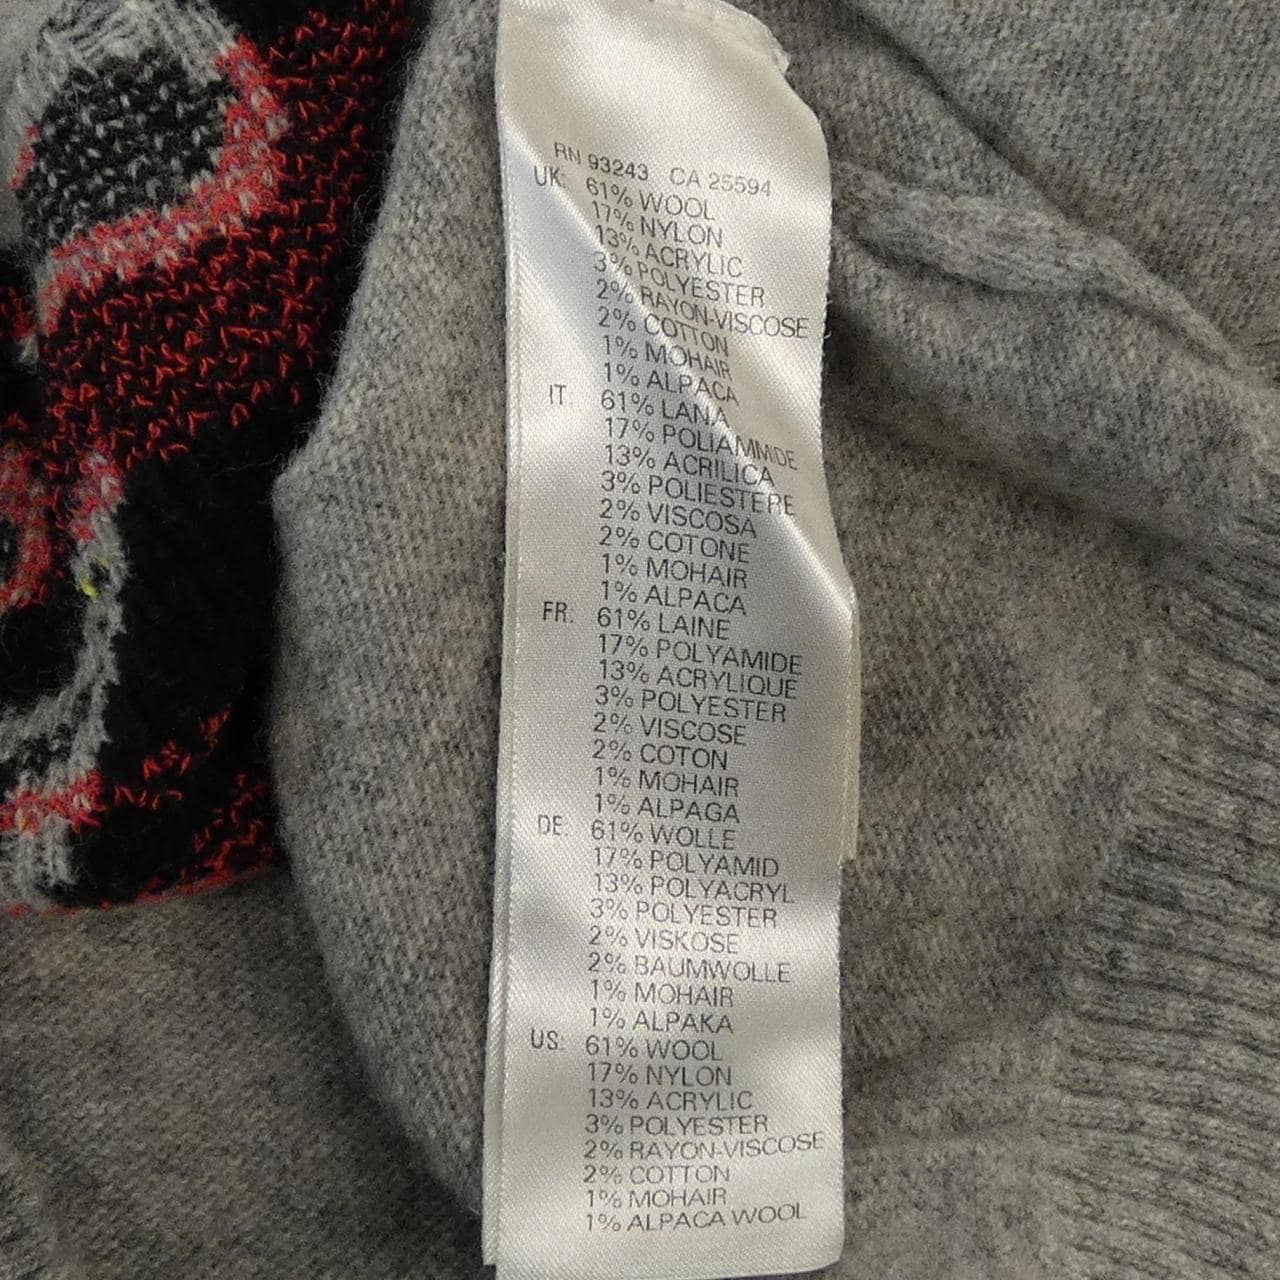 RN 93243 CA 25594
UK: 61% WOOL
17% NYLON
13% ACRYLIC
3% POLYESTER
2% RAYON-VISCOSE
2% COTTON
1% MOHAIR
1% ALPACA
IT. 61% LANA
17% POLIAMMIDE
13% ACRILICA
3% POLIESTERE
2% VISCOSA
2% COTONE
1% MOHAIR
1% ALPACA
FR: 61% LAINE
17% POLYAMIDE
13% ACRYLIQUE
3% POLYESTER
2% VISCOSE
2% COTON
1% MOHAIR
1% ALPAGA
DE: 61% WOLLE
17% POLYAMID
13% POLYACRYL
3% POLYESTER
2% VISKOSE
2% BAUMWOLLE
1% MOHAIR
1% ALPAKA
US: 61% WOOL
17% NYLON
13% ACRYLIC
3% POLYESTER
2% RAYON-VISCOSE
2% COTTON
1% MOHAIR
1% ALPACA WOOL